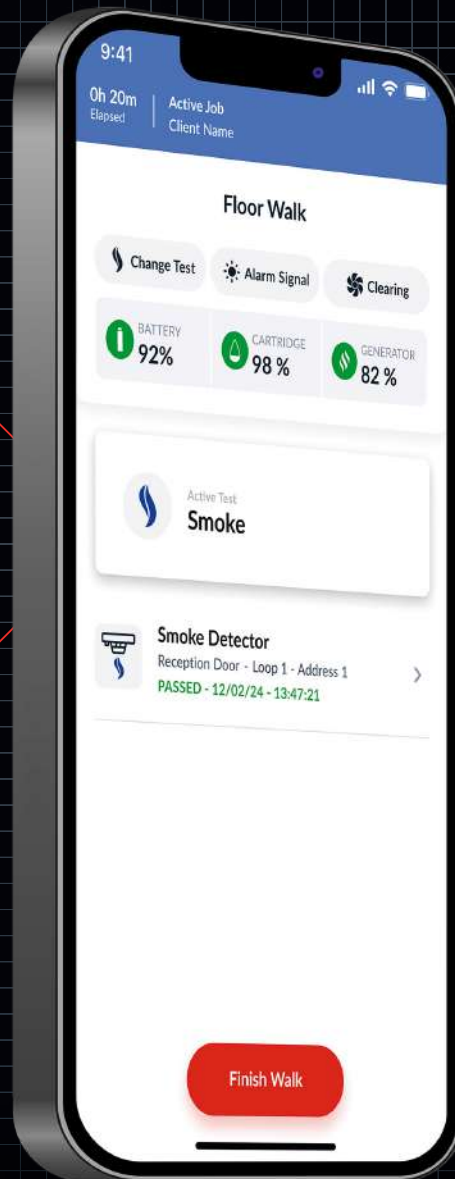 9:41
0h 20m
Elapsed
Active Job
Client Name
Floor Walk
Change Test
Alarm Signal
Clearing
BATTERY
92%
CARTRIDGE
98 %
GENERATOR
82 %
Active Test
Smoke
Smoke Detector
Reception Door - Loop 1 - Address 1
PASSED - 12/02/24 - 13:47:21
Finish Walk